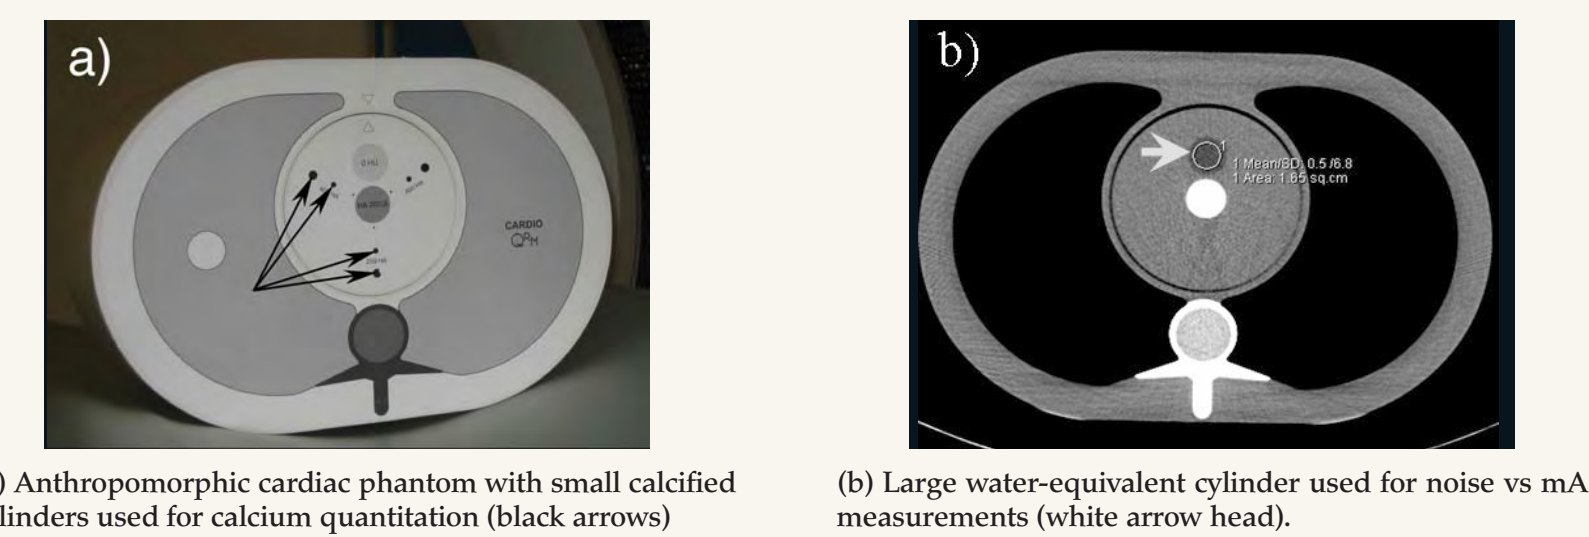 a)
0 HU
CARDIO
QRM
b)
1
1 Mean/SD: 0.5/6.8
1 Area: 1.65 sq.cm
) Anthropomorphic cardiac phantom with small calcified
linders used for calcium quantitation (black arrows)
(b) Large water-equivalent cylinder used for noise vs mA
measurements (white arrow head).